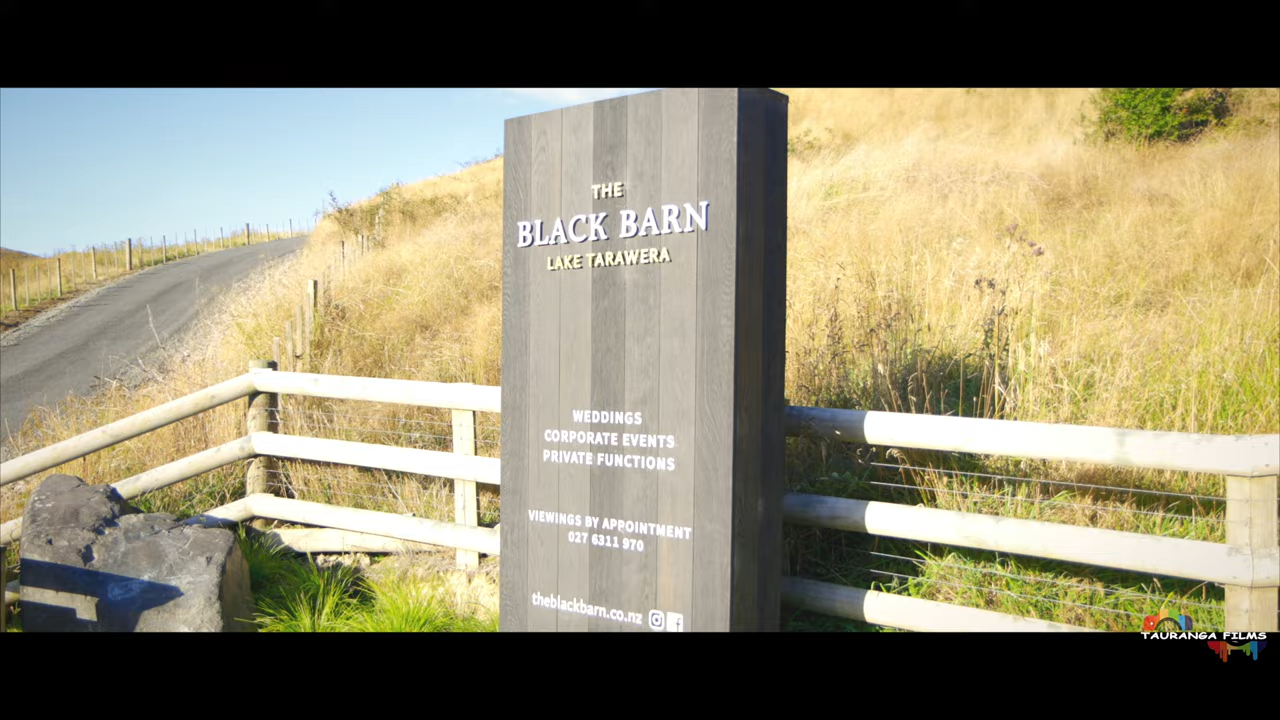 THE
BLACK BARN
LAKE TARAWERA
WEDDINGS
CORPORATE EVENTS
PRIVATE FUNCTIONS
VIEWINGS BY APPOINTMENT
027 6311 970
theblackbarn.co.nz
TAURANGA FILMS